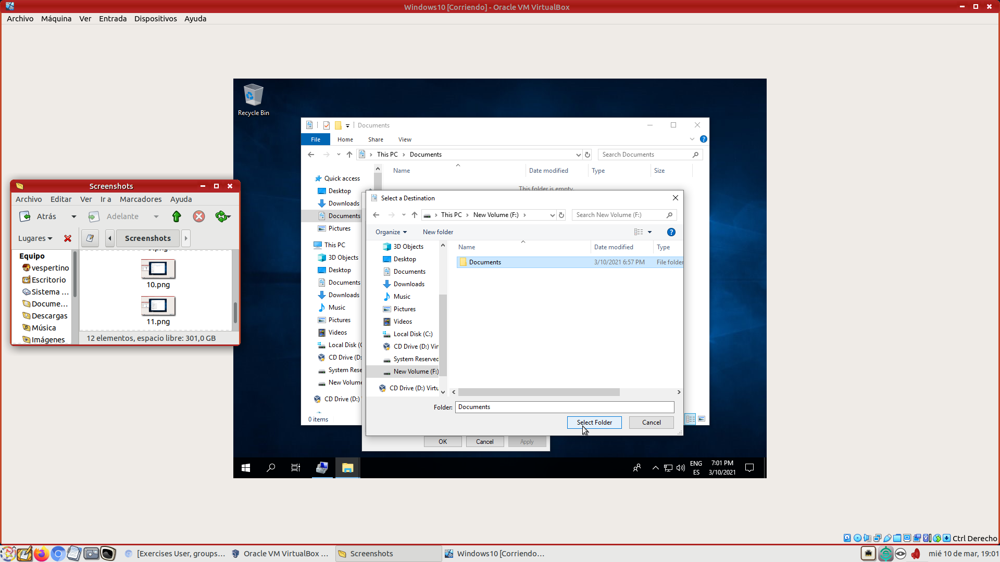 Windows10 [Corriendo] - Oracle VM VirtualBox
Archivo Máquina Ver Entrada Dispositivos Ayuda
Recycle Bin
Documents
File Home Share View
This PC Documents
Search Documents
Name Date modified Type Size
This folder is empty.
Quick access
Desktop
Downloads
Documents
Pictures
This PC
3D Objects
Desktop
Documents
Downloads
Music
Pictures
Videos
Local Disk (C
CD Drive (D:
System Rese
New Volume
CD Drive (D:)
0 items
Select a Destination
This PC New Volume (F:)
Search New Volume (F:)
Organize New folder
Name Date modified Type
3D Objects
Desktop
Documents
Downloads
Music
Pictures
Videos
Local Disk (C:)
CD Drive (D:) Vir
System Reserved
New Volume (F:)
CD Drive (D:) Virtu
Documents 3/10/2021 6:57 PM File folder
Folder: Documents
Select Folder Cancel
OK Cancel Apply
ENG
ES
7:01 PM
3/10/2021
Screenshots
Archivo Editar Ver Ir a Marcadores Ayuda
Atrás Adelante
Lugares Screenshots
Equipo
vespertino
Escritorio
Sistema ...
Docume...
Descargas
Música
Imágenes
10.png
11.png
12 elementos, espacio libre: 301,0 GB
Ctrl Derecho
[Exercises User, groups... Oracle VM VirtualBox ... Screenshots Windows10 [Corriendo...
mié 10 de mar, 19:01